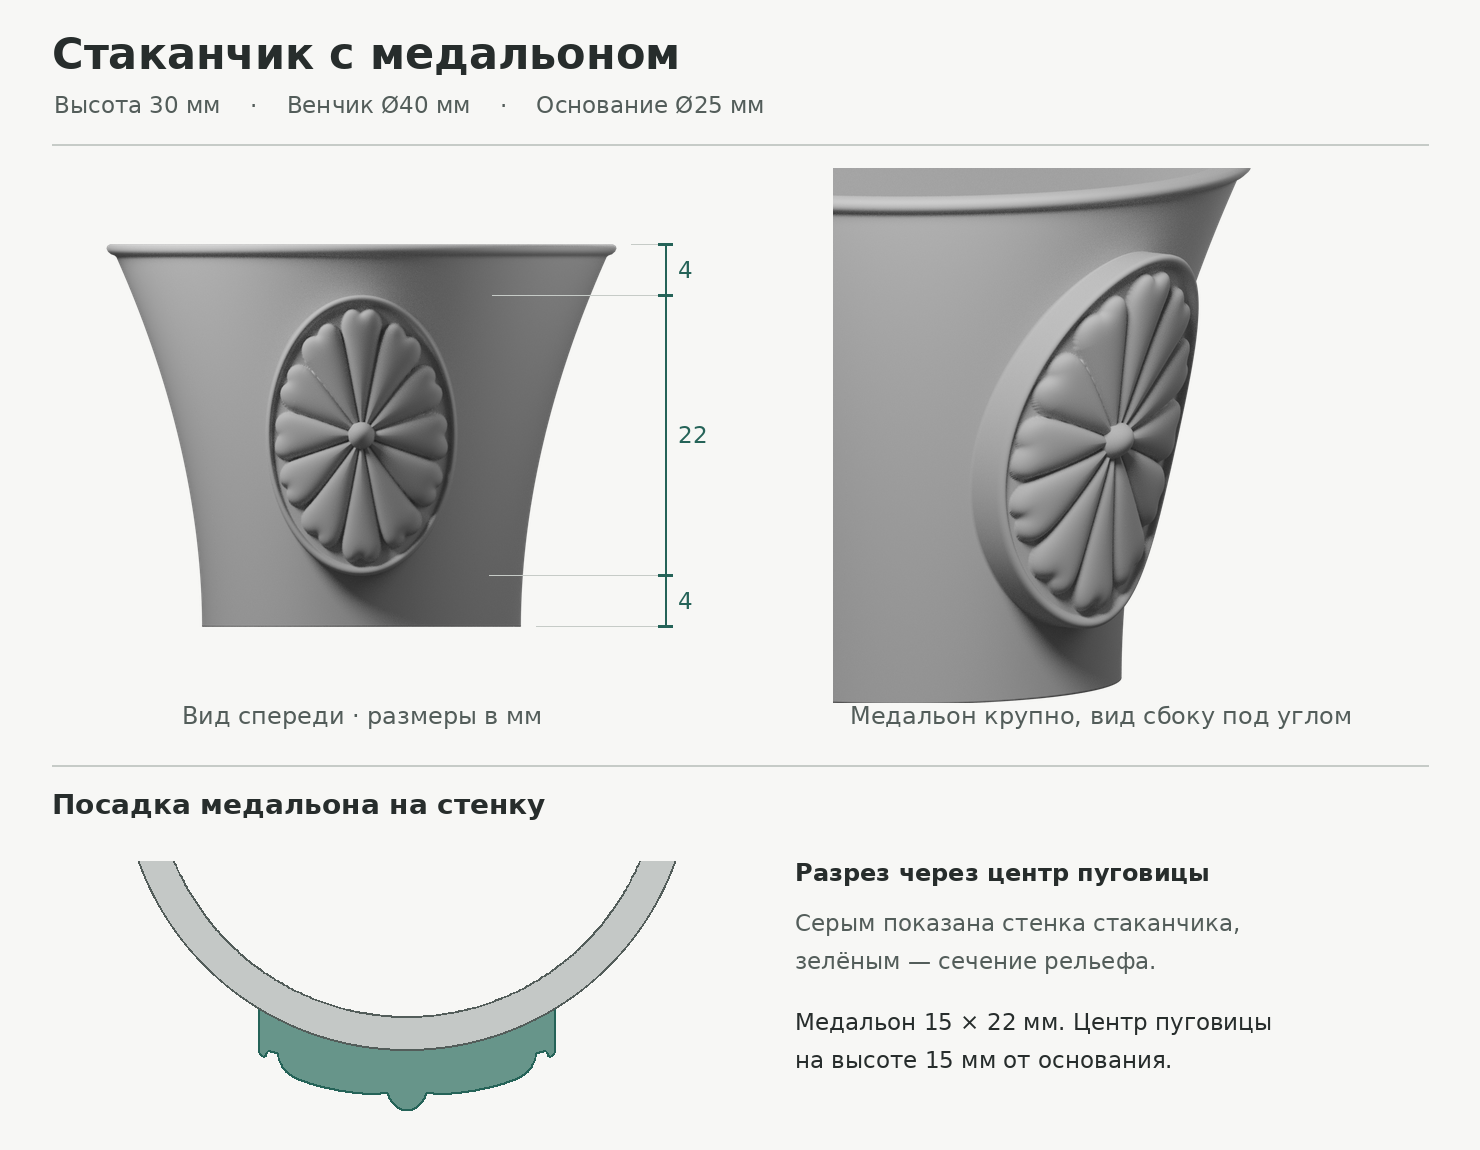 Стаканчик с медальоном
Высота 30 мм · Венчик Ø40 мм · Основание Ø25 мм
4
22
4
Вид спереди · размеры в мм
Медальон крупно, вид сбоку под углом
Посадка медальона на стенку
Разрез через центр пуговицы
Серым показана стенка стаканчика,
зелёным — сечение рельефа.
Медальон 15 × 22 мм. Центр пуговицы
на высоте 15 мм от основания.